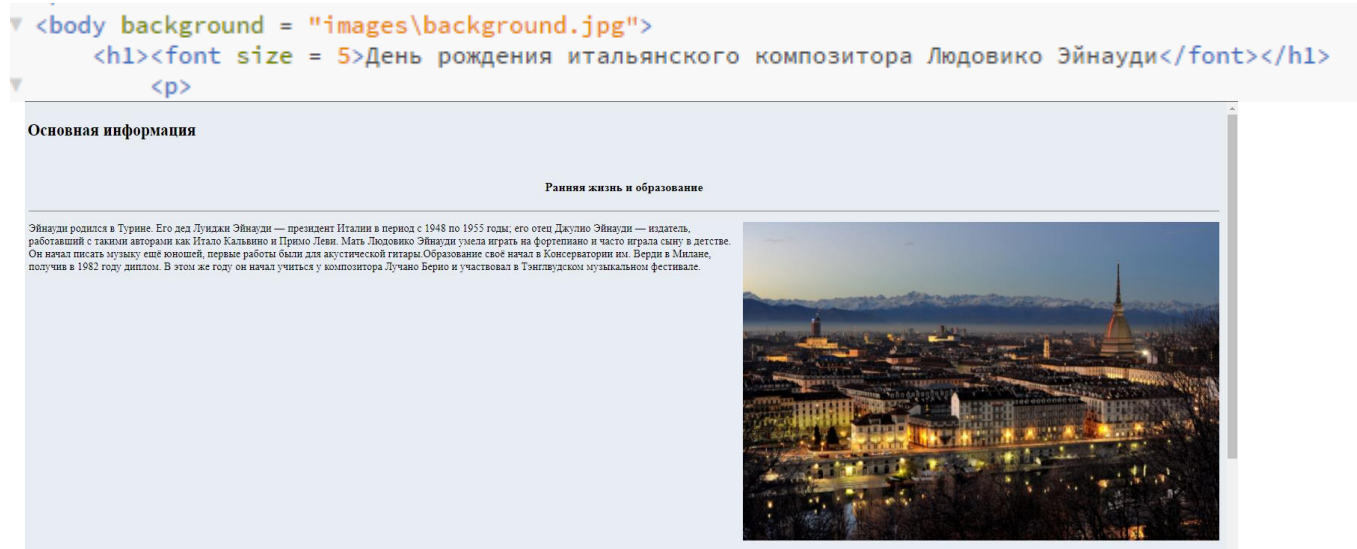 <body background = "images\background.jpg">
<h1><font size = 5>День рождения итальянского композитора Людовико Эйнауди</font></h1>
<p>
Основная информация
Ранняя жизнь и образование
Эйнауди родился в Турине. Его дед Луиджи Эйнауди — президент Италии в период с 1948 по 1955 годы; его отец Джулио Эйнауди — издатель,
работавший с такими авторами как Итало Кальвино и Примо Леви. Мать Людовико Эйнауди умела играть на фортепиано и часто играла сыну в детстве.
Он начал писать музыку ещё юношей, первые работы были для акустической гитары.Образование своё начал в Консерватории им. Верди в Милане,
получив в 1982 году диплом. В этом же году он начал учиться у композитора Лучано Берио и участвовал в Тэнглвудском музыкальном фестивале.